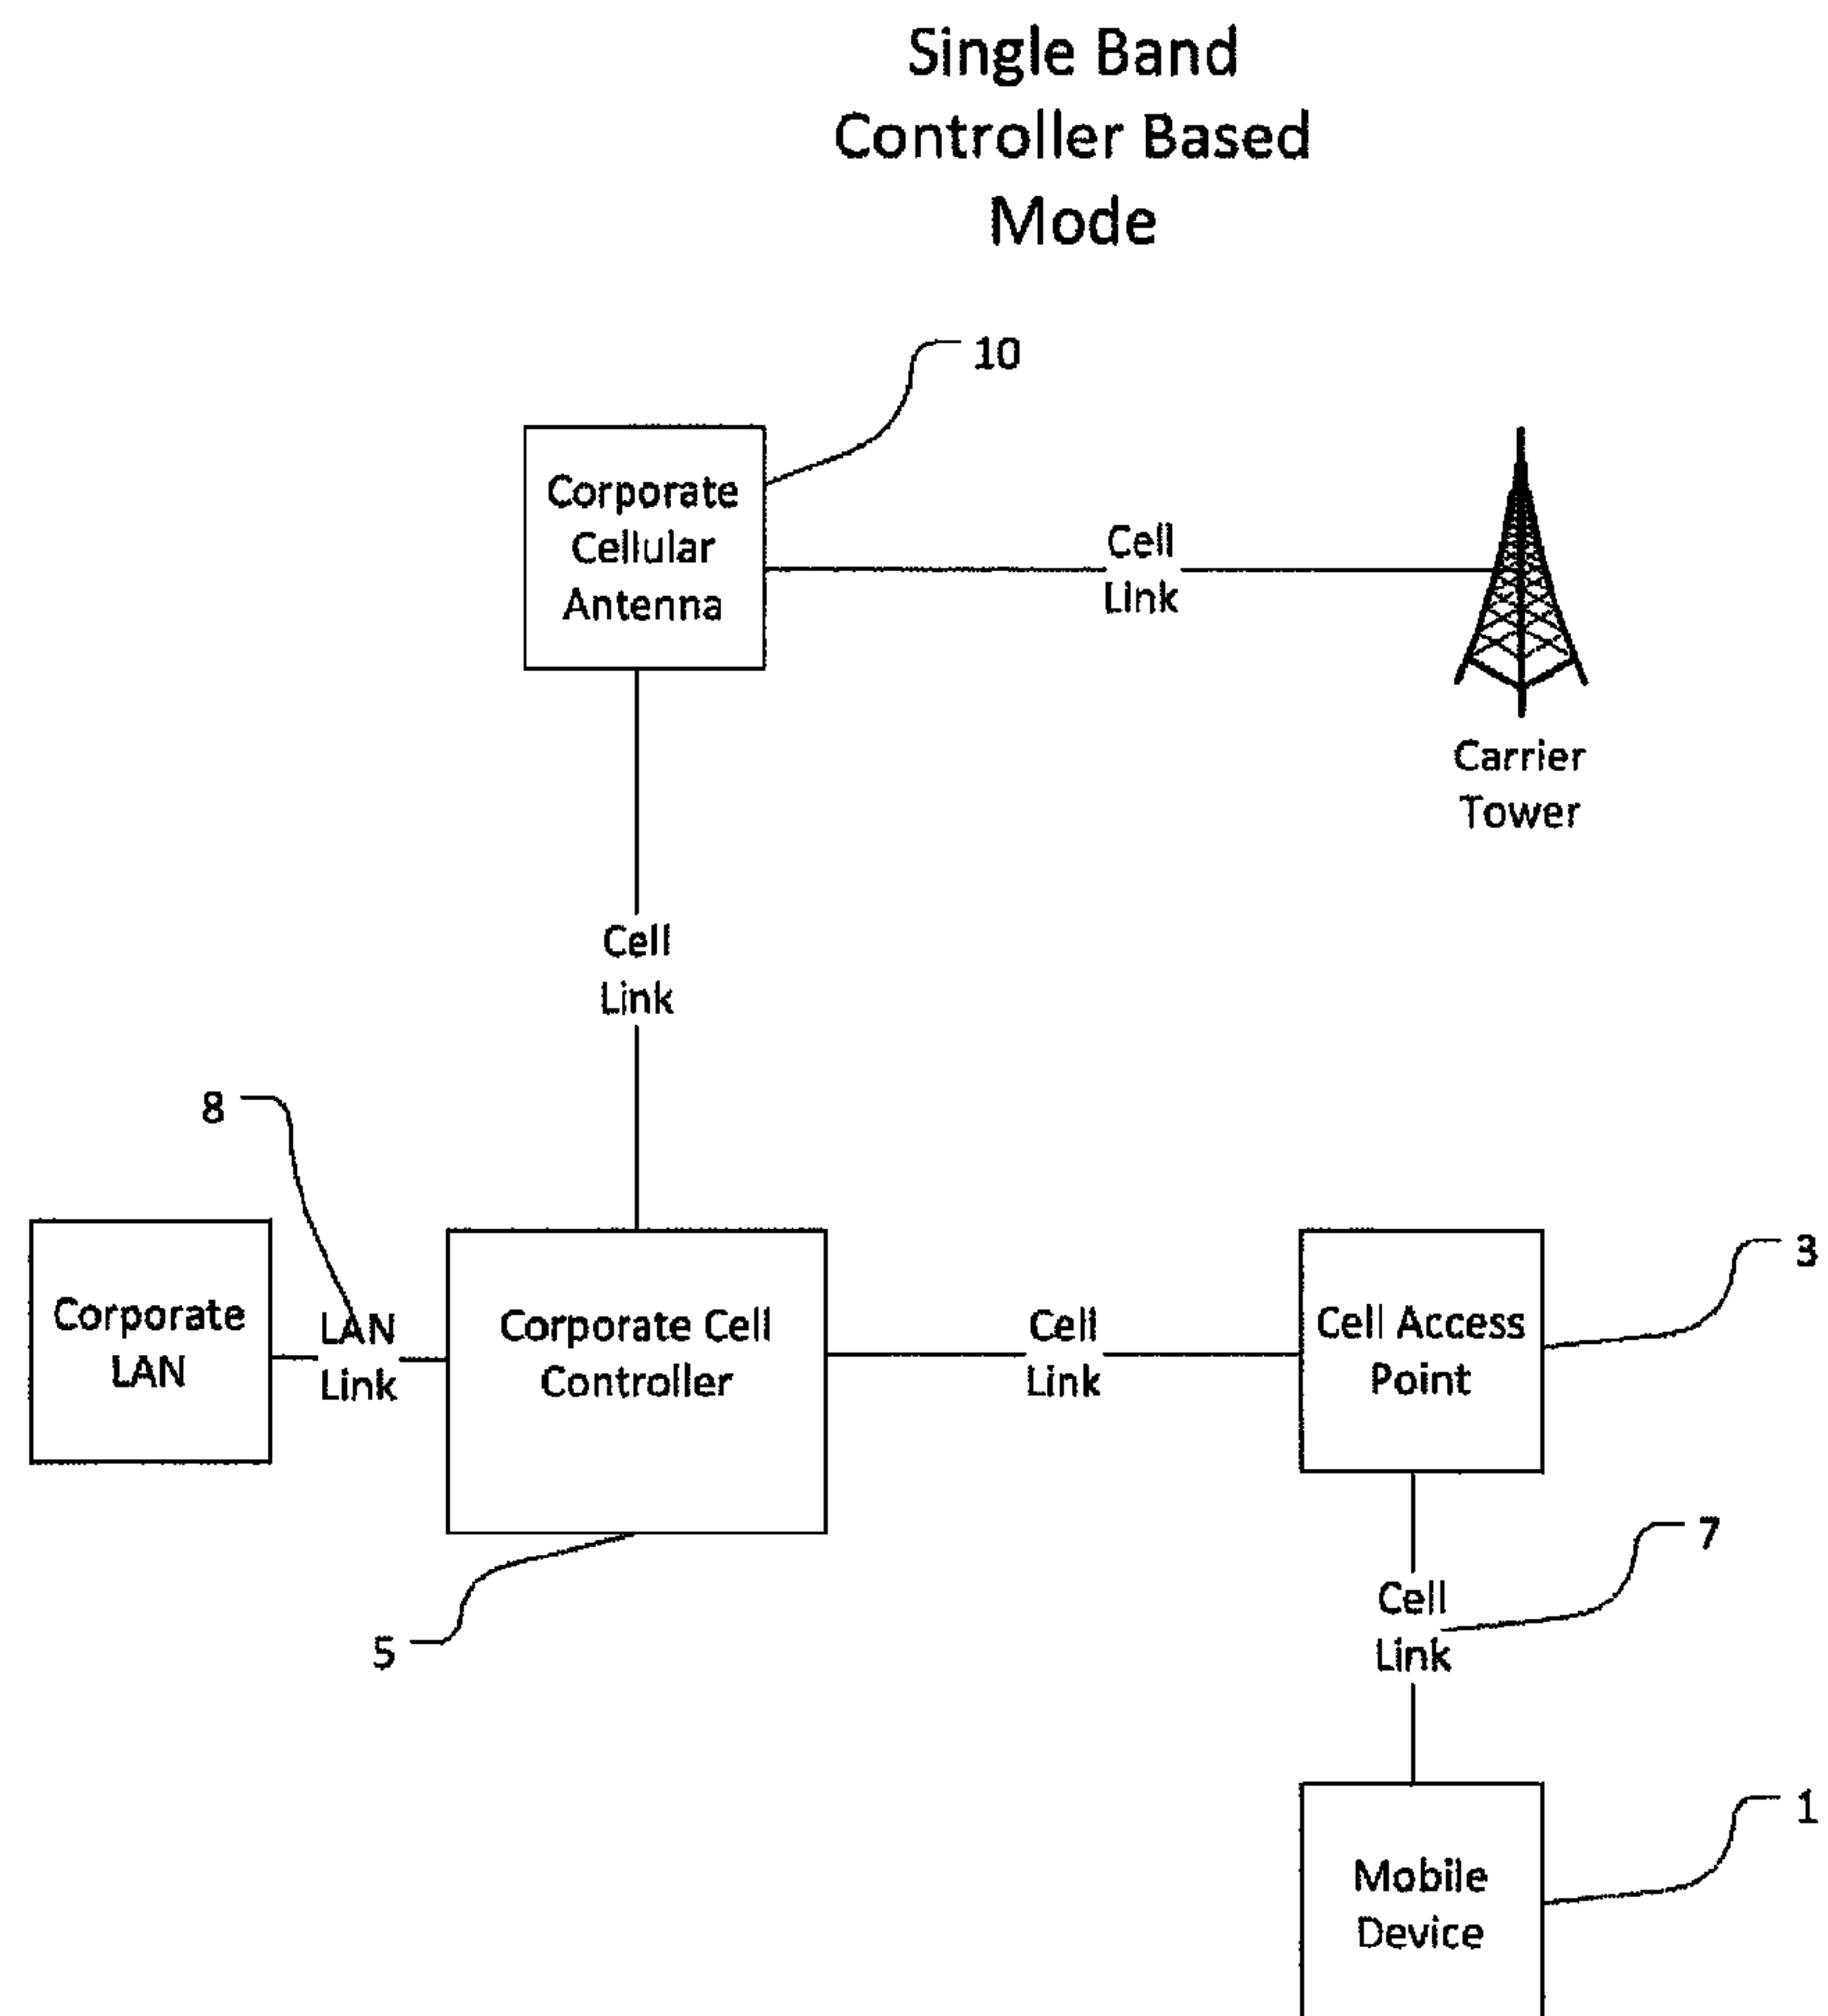 Single Band
Controller Based
Mode
10
Corporate
Cellular
Antenna
Cell
Link
Carrier
Tower
Cell
Link
8
Corporate
LAN
LAN
Link
Corporate Cell
Controller
Cell
Link
Cell Access
Point
3
7
5
Cell
Link
1
Mobile
Device